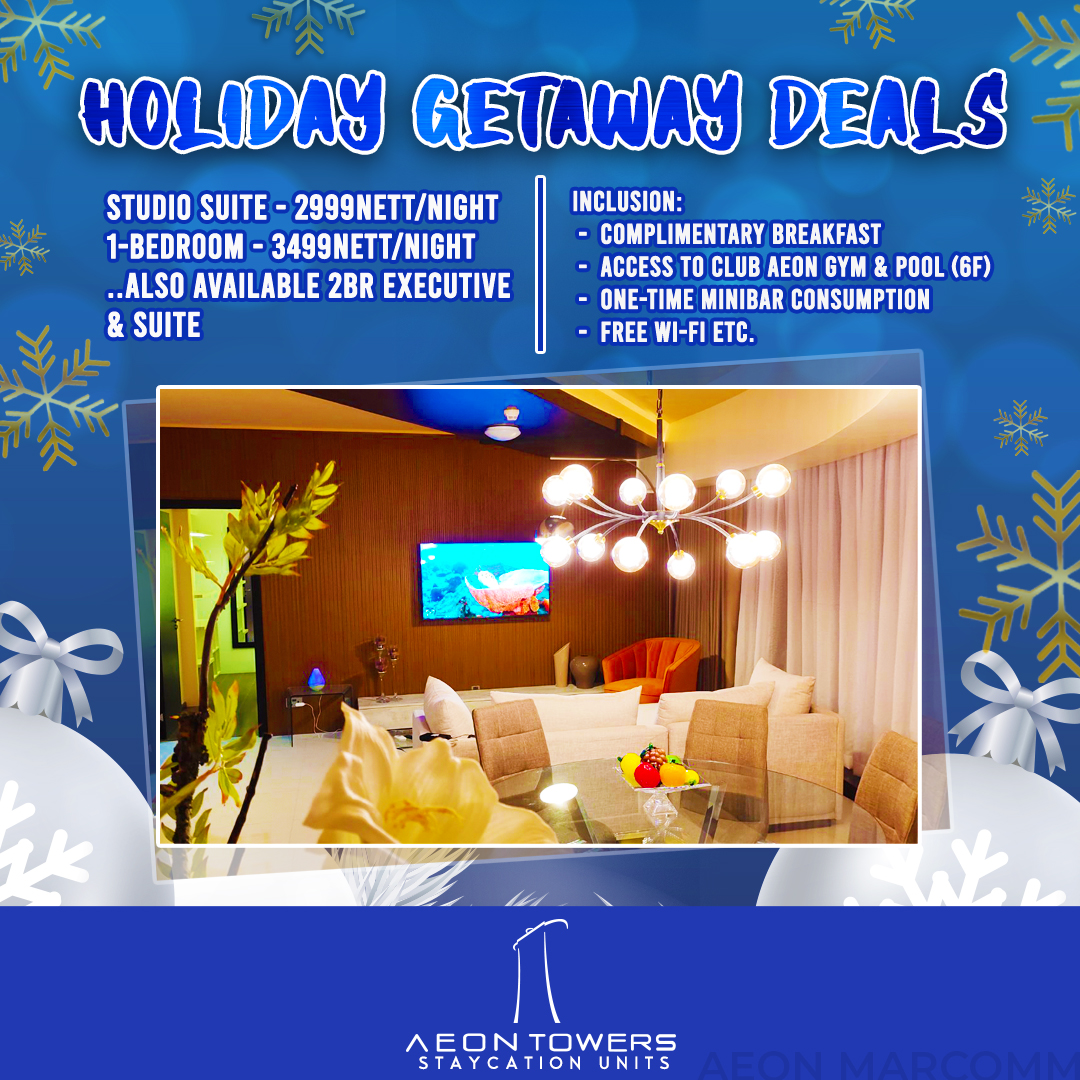 HOLIDAY GETAWAY DEALS
STUDIO SUITE - 2999NETT/NIGHT
1-BEDROOM - 3499NETT/NIGHT
..ALSO AVAILABLE 2BR EXECUTIVE
& SUITE
INCLUSION:
- COMPLIMENTARY BREAKFAST
- ACCESS TO CLUB AEON GYM & POOL (6F)
- ONE-TIME MINIBAR CONSUMPTION
- FREE WI-FI ETC.
AEON TOWERS
STAYCATION UNITS
AEON MARCOMM